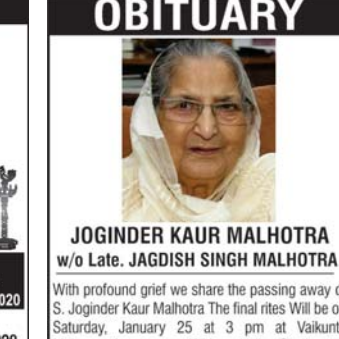 OBITUARY
JOGINDER KAUR MALHOTRA
w/o Late. JAGDISH SINGH MALHOTRA
With profound grief we share the passing away
S. Joginder Kaur Malhotra The final rites Will be
Saturday, January 25 at 3 pm at
020